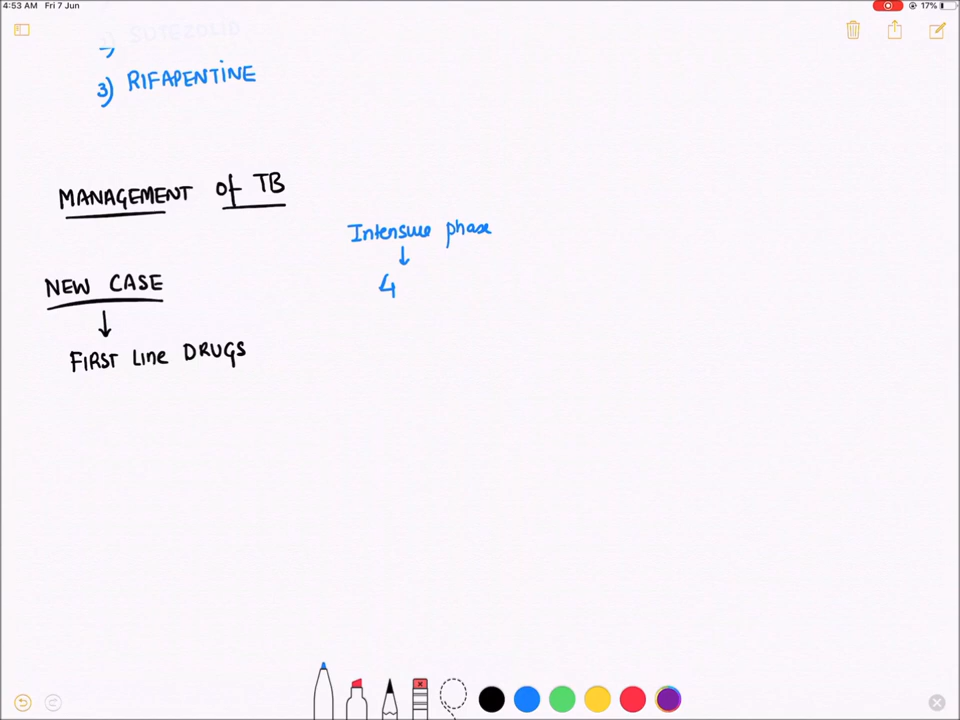 4:53 AM Fri 7 Jun
17%
SUTEZOLID
3) RIFAPENTINE
MANAGEMENT of TB
Intensive phase
↓
4
NEW CASE
↓
FIRST Line DRUGS